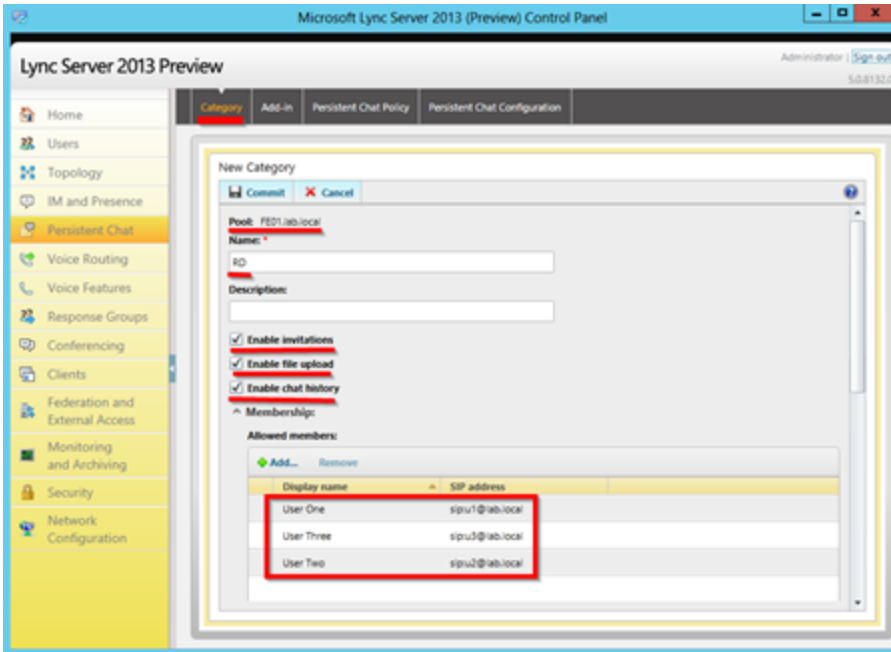 Microsoft Lync Server 2013 (Preview) Control Panel
Lync Server 2013 Preview
Administrator | Sign out
5.0.8132.0
Home
Users
Topology
IM and Presence
Persistent Chat
Voice Routing
Voice Features
Response Groups
Conferencing
Clients
Federation and
External Access
Monitoring
and Archiving
Security
Network
Configuration
Category Add-in Persistent Chat Policy Persistent Chat Configuration
New Category
Commit Cancel
Pool: FE01.lab.local
Name: *
RD
Description:
Enable invitations
Enable file upload
Enable chat history
Membership:
Allowed members:
Add... Remove
Display name SIP address
User One sip:u1@lab.local
User Three sip:u3@lab.local
User Two sip:u2@lab.local